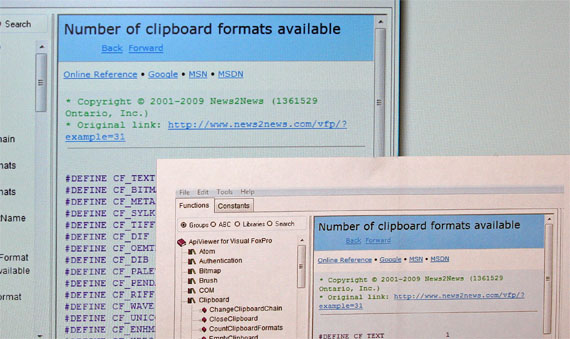 Search
Number of clipboard formats available
Back Forward
Online Reference • Google • MSN • MSDN
* Copyright © 2001-2009 News2News (1361529
Ontario, Inc.)
* Original link: http://www.news2news.com/vfp/?
example=31
ain
mats
mats
tName
Format
vailable
ormat
#DEFINE CF_TEXT
#DEFINE CF_BITM
#DEFINE CF_META
#DEFINE CF_SYLK
#DEFINE CF_TIFF
#DEFINE CF_DIF
#DEFINE CF_OEMT
#DEFINE CF_DIB
#DEFINE CF_PALE
#DEFINE CF_PEND
#DEFINE CF_RIFF
#DEFINE CF_WAVE
#DEFINE CF_UNIC
#DEFINE CF_ENHM
File Edit Tools Help
Functions Constants
Groups ABC Libraries Search
ApiViewer for Visual FoxPro
Atom
Authentication
Bitmap
Brush
COM
Clipboard
ChangeClipboardChain
CloseClipboard
CountClipboardFormats
EmptyClipboard
Number of clipboard formats available
Back Forward
Online Reference • Google • MSN • MSDN
* Copyright © 2001-2009 News2News (1361529
Ontario, Inc.)
* Original link: http://www.news2news.com/vfp/?
example=31
#DEFINE CF_TEXT 1